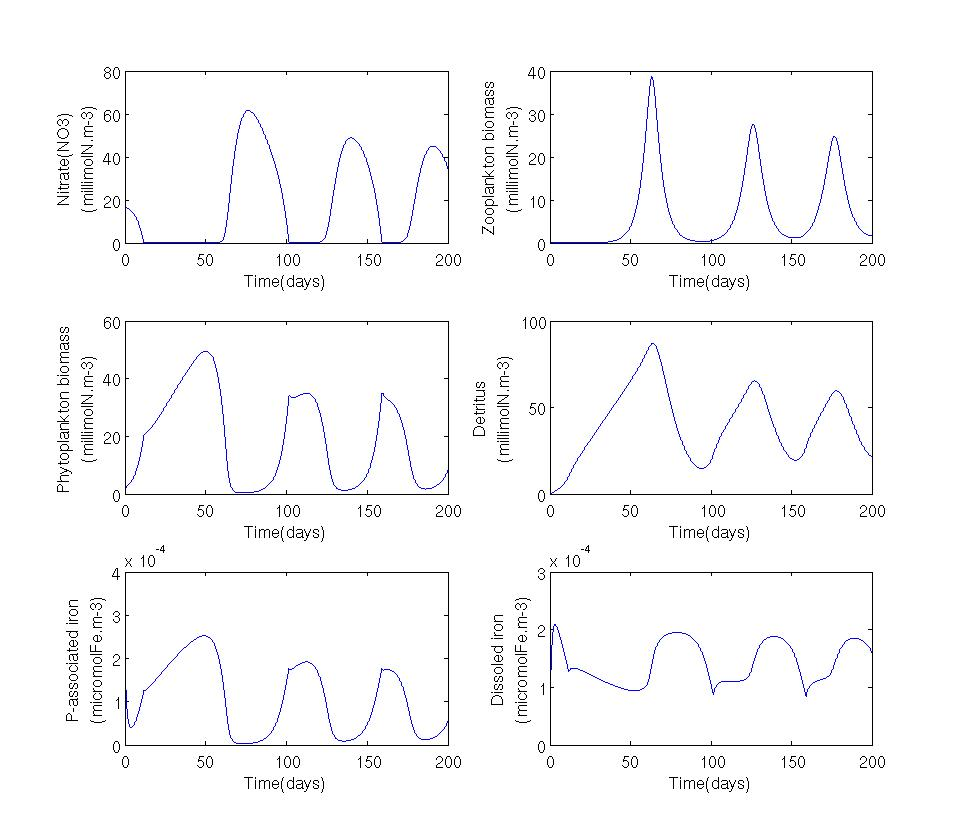 80
60
40
20
0
Nitrate(NO3)
(millimolN.m-3)
0 50 100 150 200
Time(days)
40
30
20
10
0
Zooplankton biomass
(millimolN.m-3)
0 50 100 150 200
Time(days)
60
40
20
0
Phytoplankton biomass
(millimolN.m-3)
0 50 100 150 200
Time(days)
100
50
0
Detritus
(millimolN.m-3)
0 50 100 150 200
Time(days)
x 10-4
4
3
2
1
0
P-associated iron
(micromolFe.m-3)
0 50 100 150 200
Time(days)
x 10-4
3
2
1
0
Dissoled iron
(micromolFe.m-3)
0 50 100 150 200
Time(days)